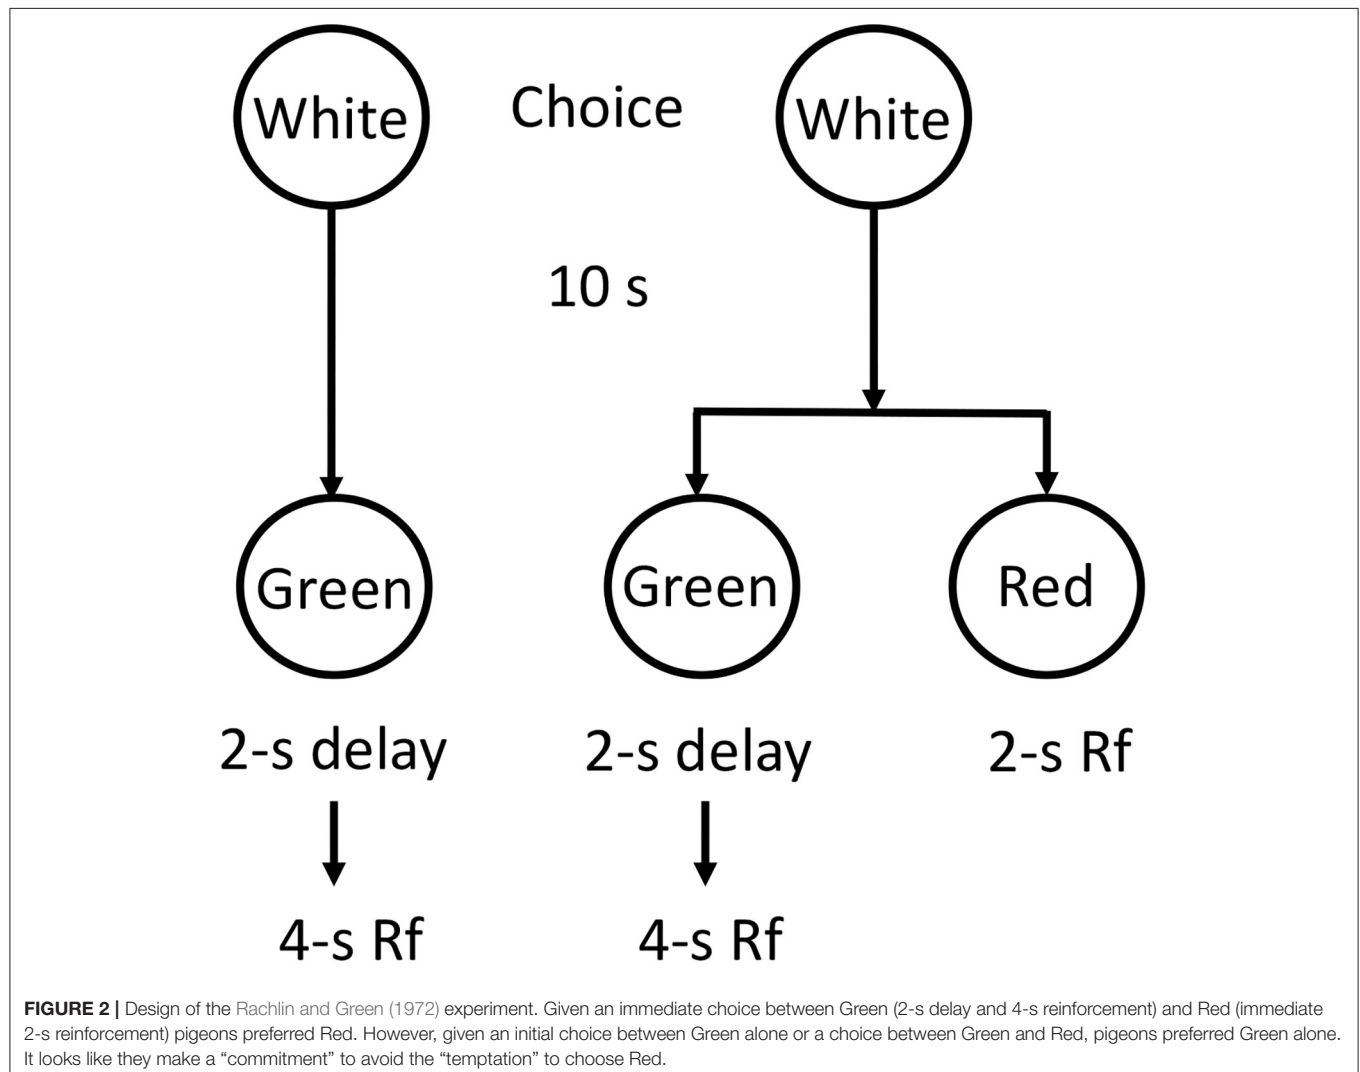 White Choice White
10 s
Green Green Red
2-s delay 2-s delay 2-s Rf
4-s Rf 4-s Rf
FIGURE 2 | Design of the Rachlin and Green (1972) experiment. Given an immediate choice between Green (2-s delay and 4-s reinforcement) and Red (immediate
2-s reinforcement) pigeons preferred Red. However, given an initial choice between Green alone or a choice between Green and Red, pigeons preferred Green alone.
It looks like they make a “commitment” to avoid the “temptation” to choose Red.